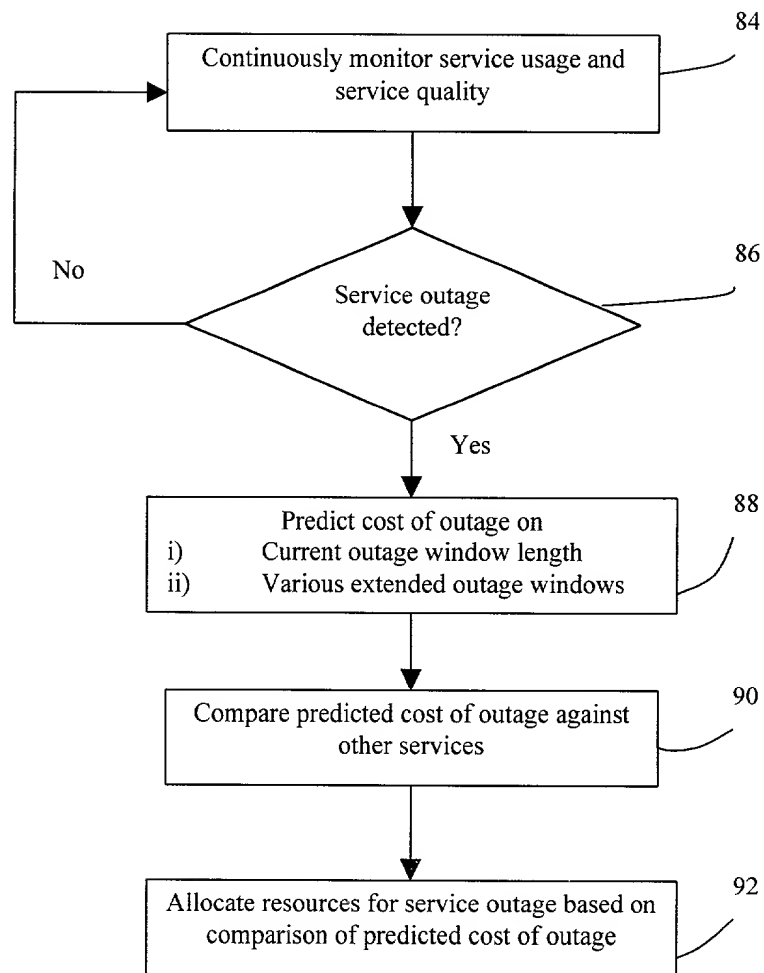 84
Continuously monitor service usage and
service quality
86
No
Service outage
detected?
Yes
88
Predict cost of outage on
i) Current outage window length
ii) Various extended outage windows
90
Compare predicted cost of outage against
other services
92
Allocate resources for service outage based on
comparison of predicted cost of outage